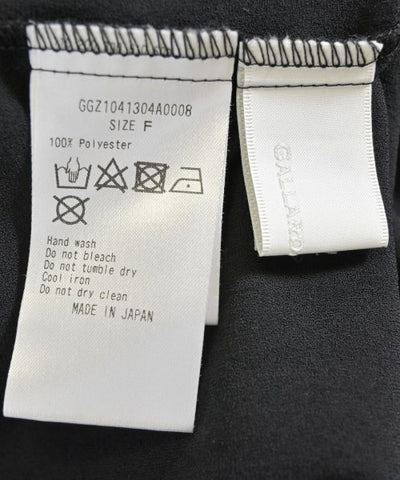 GGZ1041304A0008
SIZE F
100% Polyester
Hand wash
Do not bleach
Do not tumble dry
Cool iron
Do not dry clean
MADE IN JAPAN